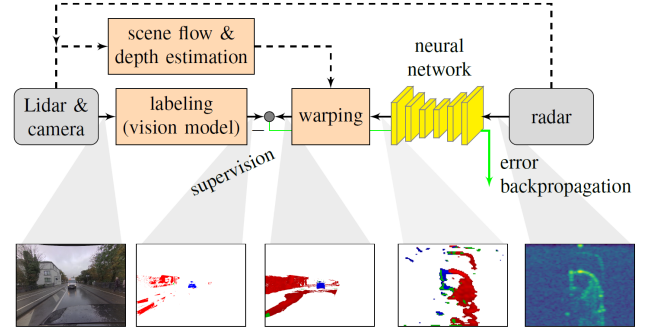 scene flow &
depth estimation
neural
network
Lidar &
camera
labeling
(vision model)
warping
radar
supervision
error
backpropagation